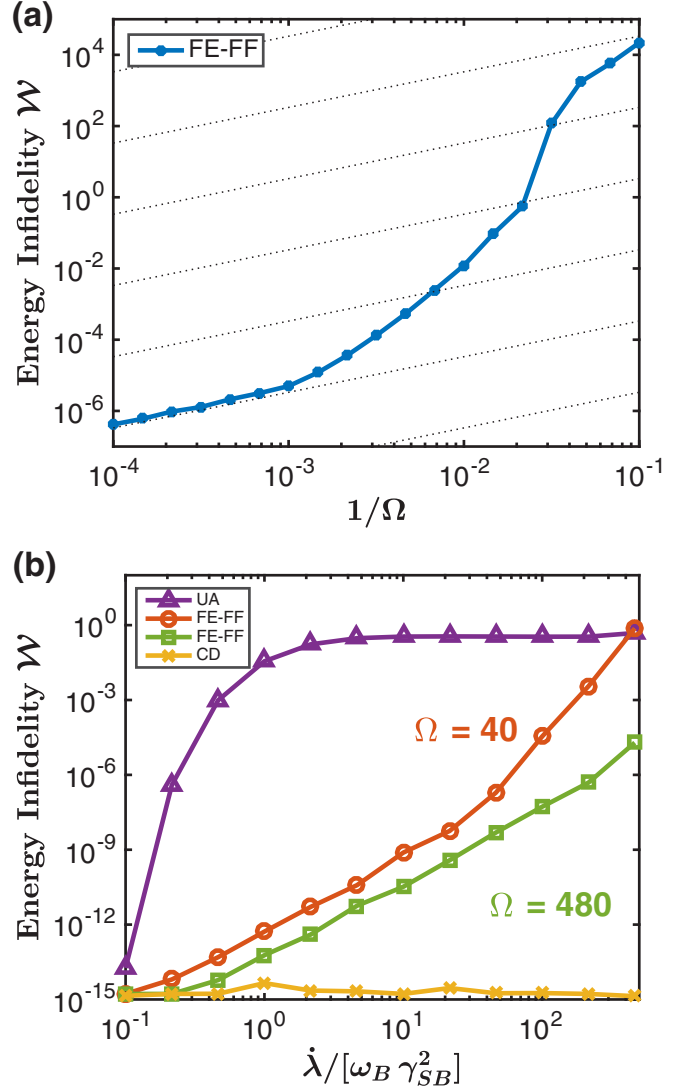 (a)
FE-FF
Energy Infidelity 𝒲
10^4
10^2
10^0
10^-2
10^-4
10^-6
10^-4
10^-3
10^-2
10^-1
1/Ω
(b)
UA
FE-FF
FE-FF
CD
Energy Infidelity 𝒲
10^0
10^-3
10^-6
10^-9
10^-12
10^-15
Ω = 40
Ω = 480
10^-1
10^0
10^1
10^2
λ̇/[ω_B γ_SB^2]